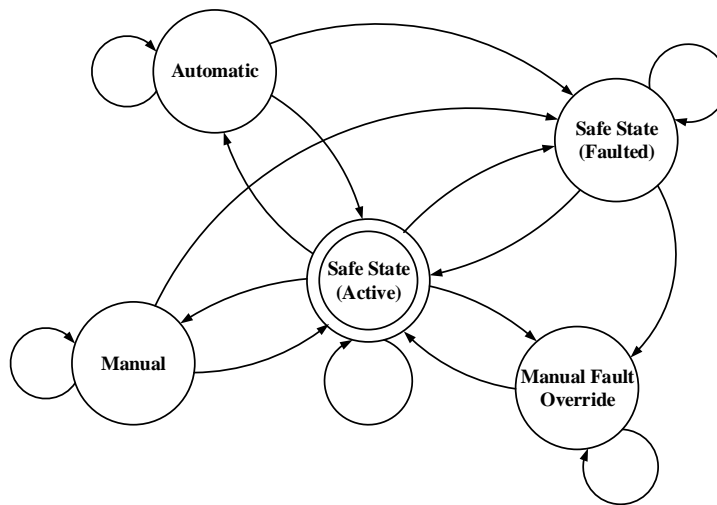 Automatic
Safe State
(Faulted)
Safe State
(Active)
Manual
Manual Fault
Override